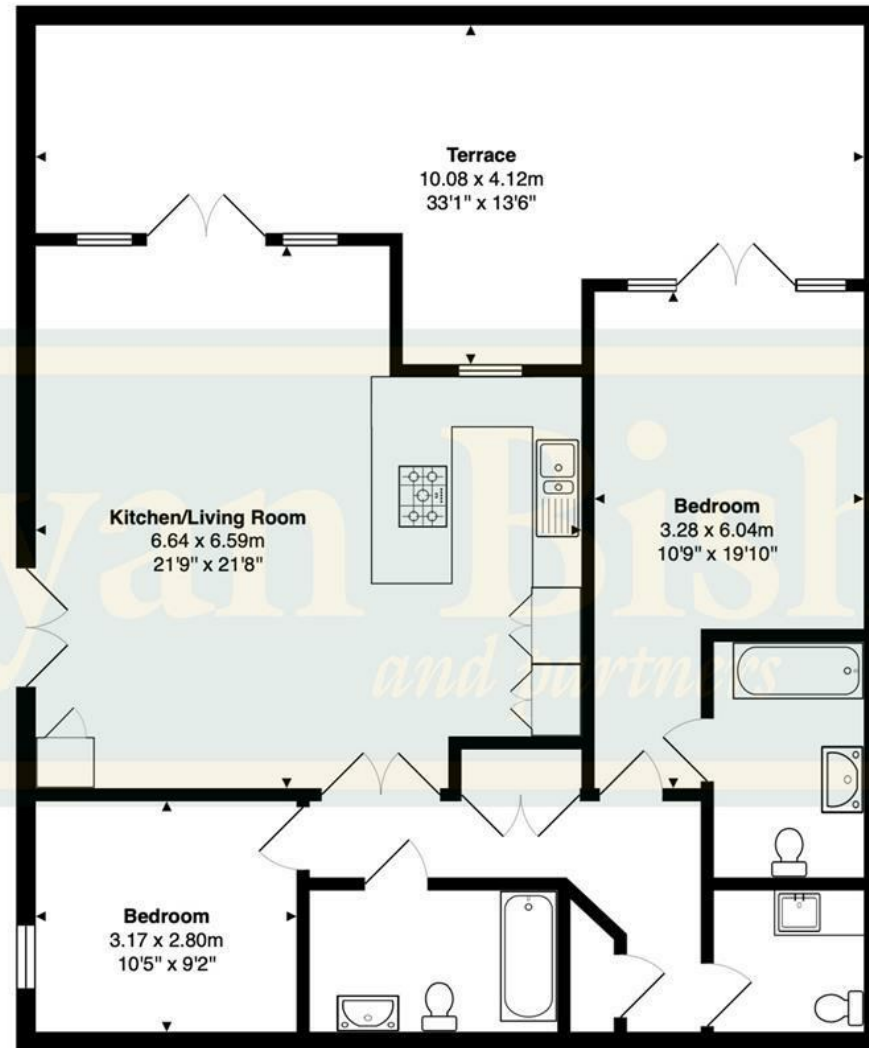 Terrace
10.08 x 4.12m
33'1" x 13'6"
Kitchen/Living Room
6.64 x 6.59m
21'9" x 21'8"
Bedroom
3.28 x 6.04m
10'9" x 19'10"
yan Bish
and partners
Bedroom
3.17 x 2.80m
10'5" x 9'2"